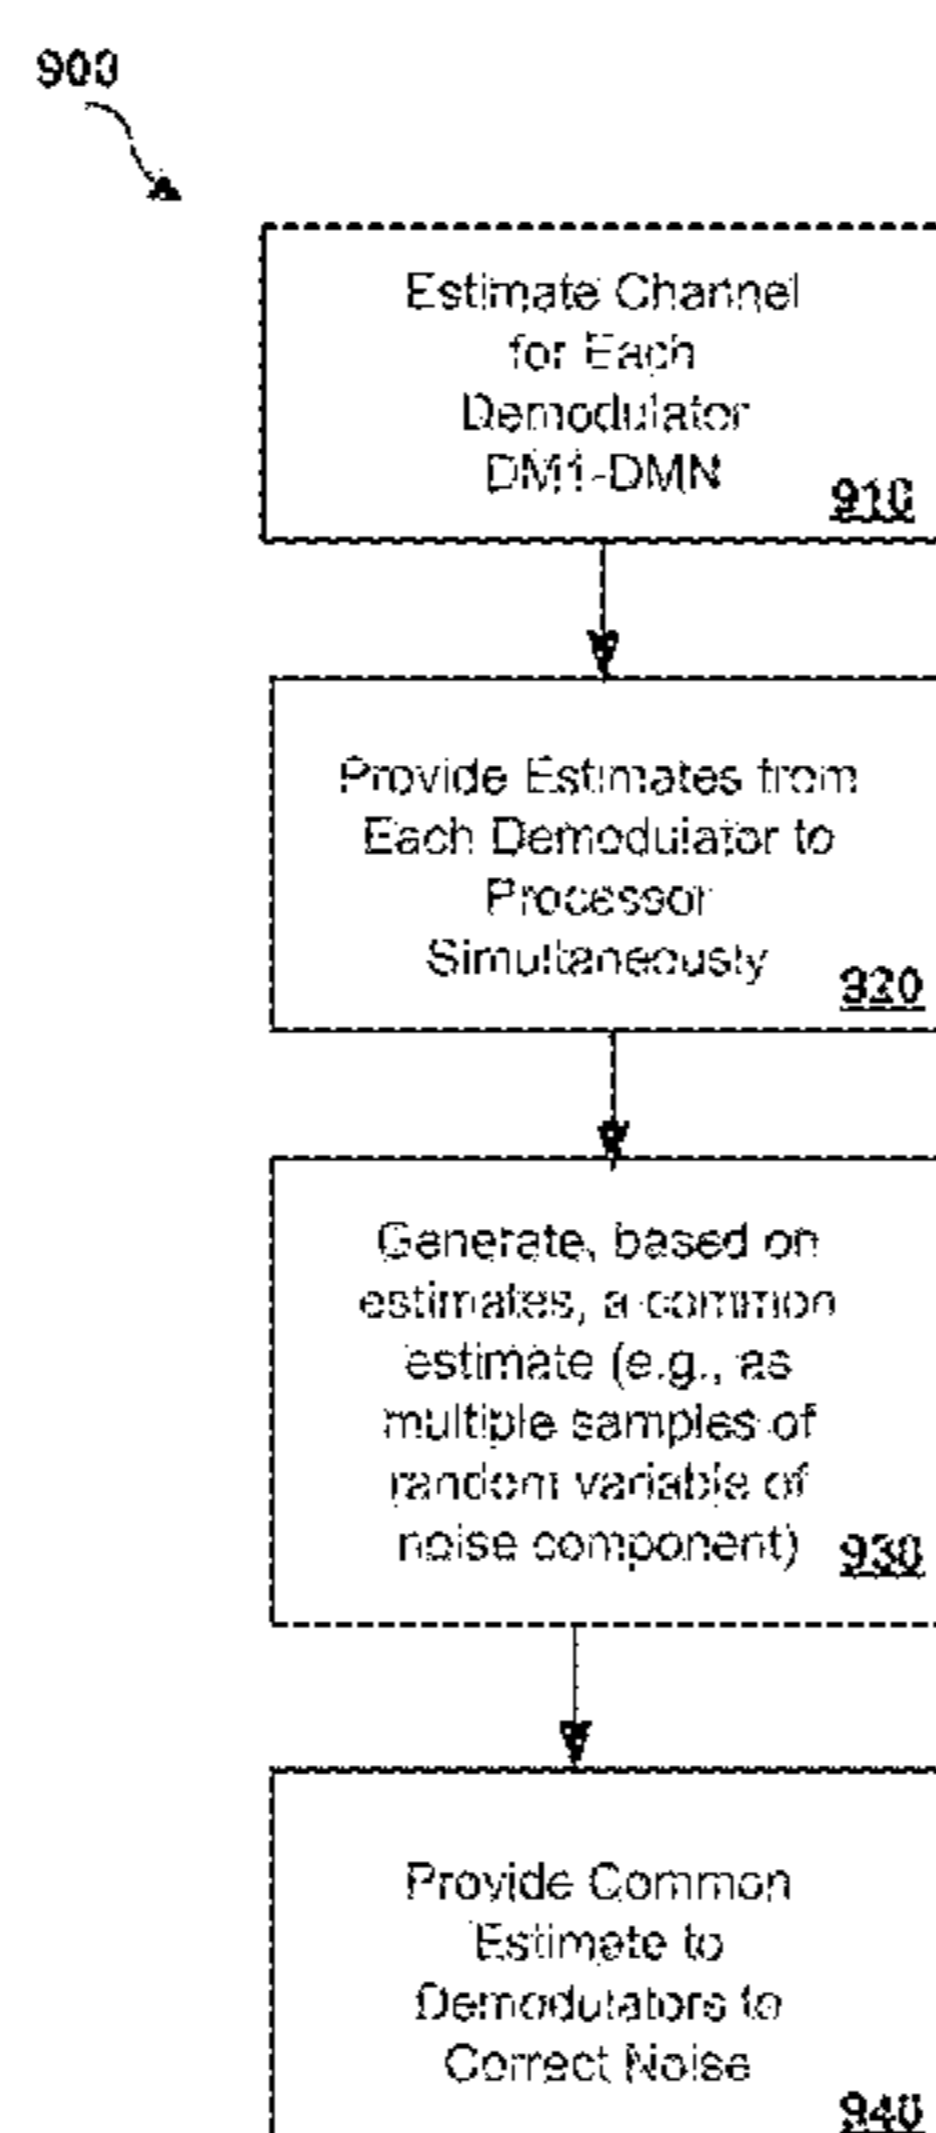 900
Estimate Channel
for Each
Demodulator
DM1-DMN
910
Provide Estimates from
Each Demodulator to
Processor
Simultaneously
920
Generate, based on
estimates, a common
estimate (e.g., as
multiple samples of
random variable of
noise component)
930
Provide Common
Estimate to
Demodulators to
Correct Noise
940